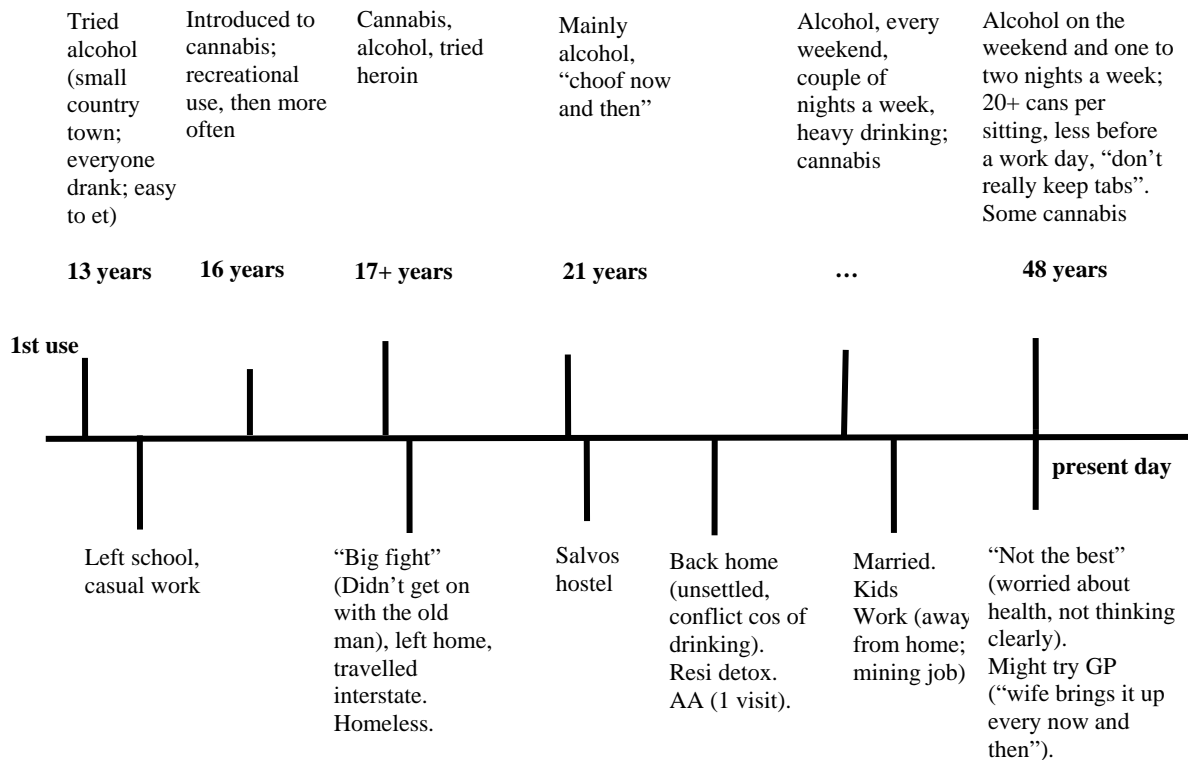 Tried
alcohol
(small
country
town;
everyone
drank; easy
to et)
Introduced to
cannabis;
recreational
use, then more
often
Cannabis,
alcohol, tried
heroin
Mainly
alcohol,
“choof now
and then”
Alcohol, every
weekend,
couple of
nights a week,
heavy drinking;
cannabis
Alcohol on the
weekend and one to
two nights a week;
20+ cans per
sitting, less before
a work day, “don’t
really keep tabs”.
Some cannabis
13 years
16 years
17+ years
21 years
…
48 years
1st use
present day
Left school,
casual work
“Big fight”
(Didn’t get on
with the old
man), left home,
travelled
interstate.
Homeless.
Salvos
hostel
Back home
(unsettled,
conflict cos of
drinking).
Resi detox.
AA (1 visit).
Married.
Kids
Work (away
from home;
mining job)
“Not the best”
(worried about
health, not thinking
clearly).
Might try GP
(“wife brings it up
every now and
then”).